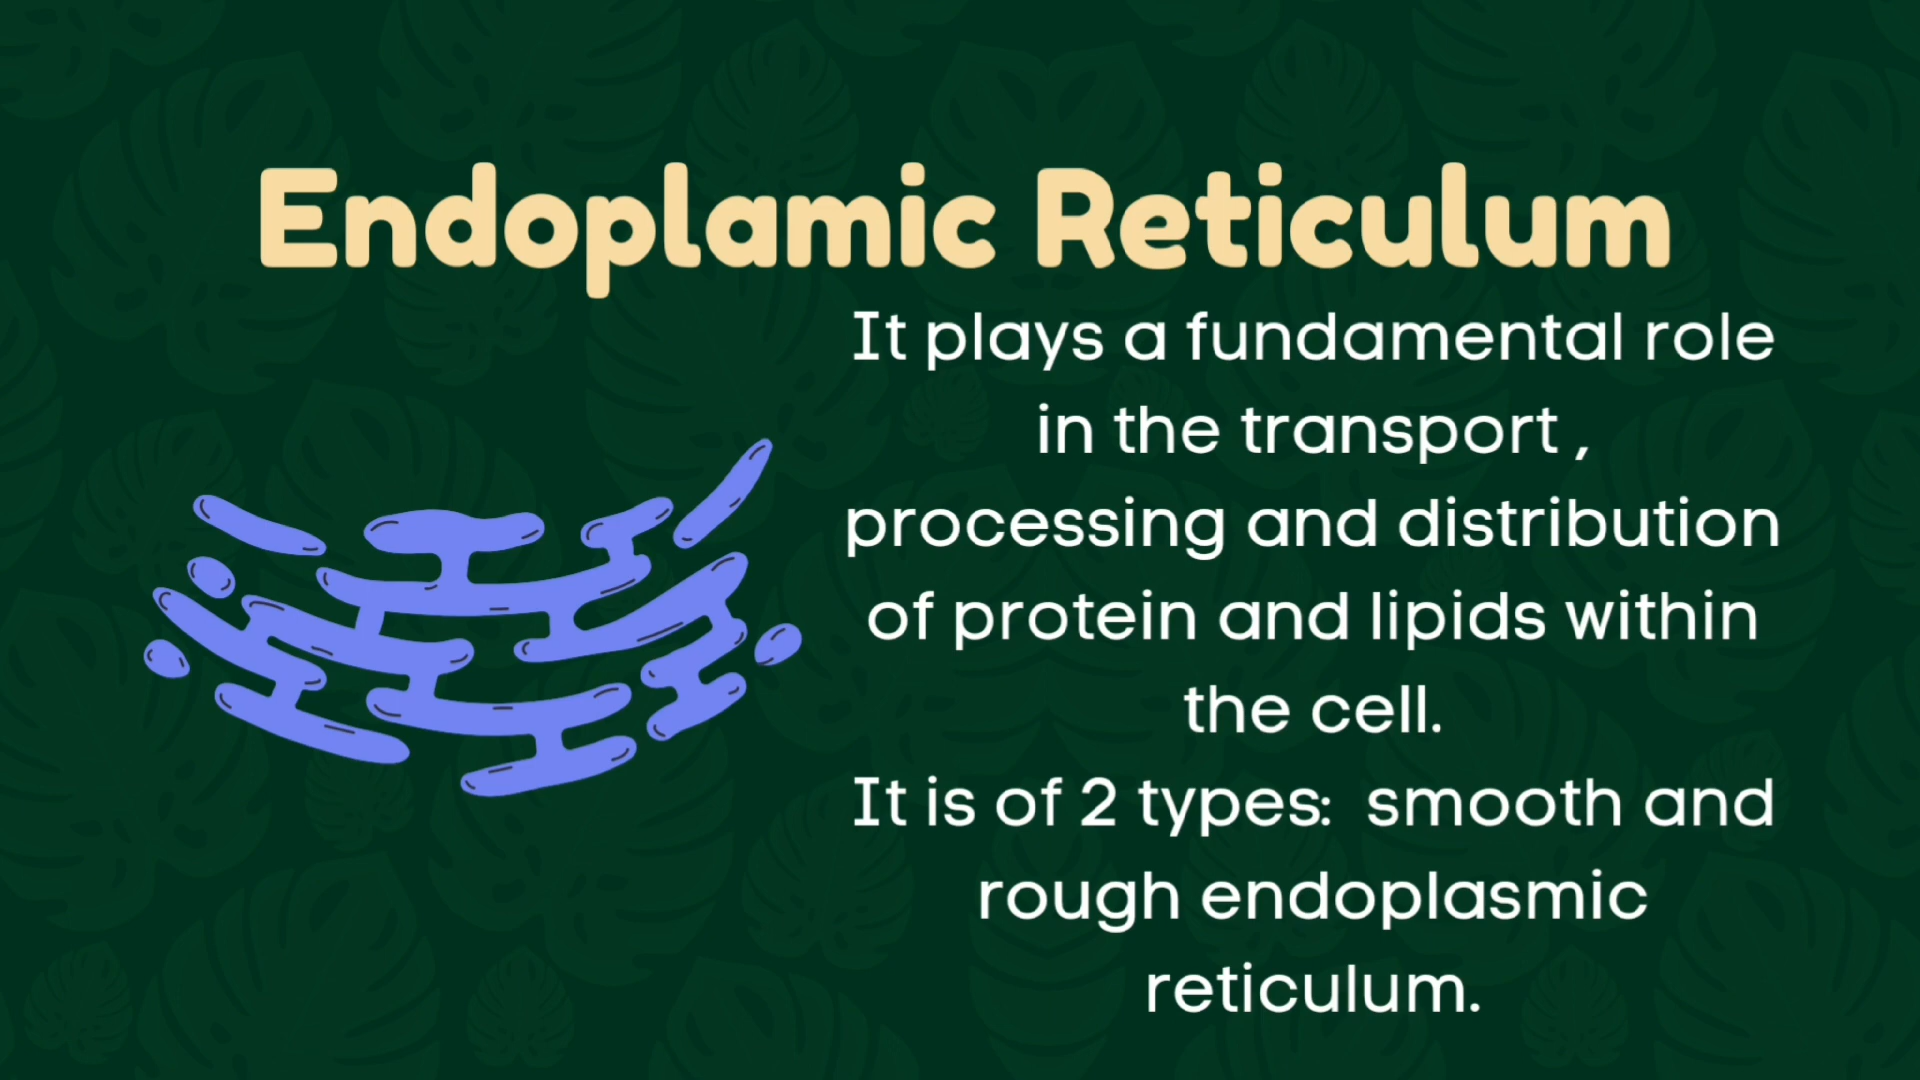 Endoplamic Reticulum
It plays a fundamental role
in the transport ,
processing and distribution
of protein and lipids within
the cell.
It is of 2 types:  smooth and
rough endoplasmic
reticulum.